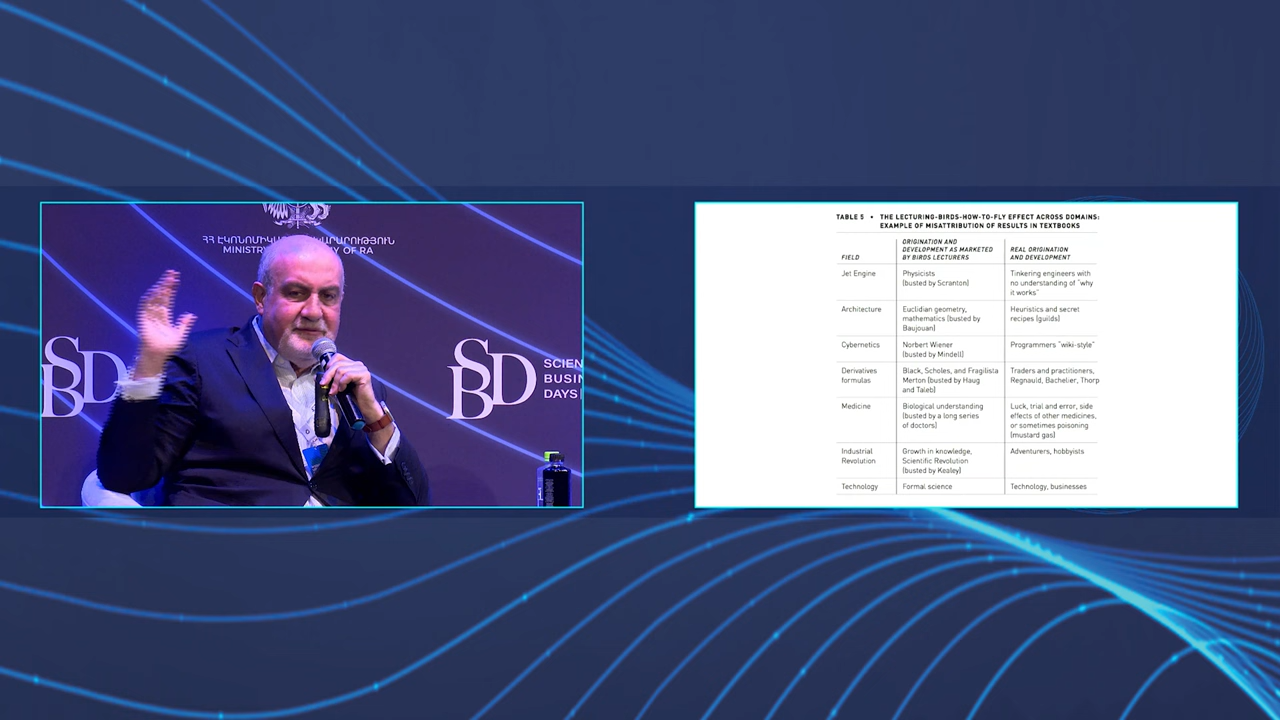 ՀՀ ԷԿՈՆՈՄԻԿԱ
ՐԱՐՈՒԹՅՈՒՆ
OF RA
SBD
SBD
TABLE 5 • THE LECTURING-BIRDS-HOW-TO-FLY EFFECT ACROSS DOMAINS:
EXAMPLE OF MISATTRIBUTION OF RESULTS IN TEXTBOOKS
FIELD
ORIGINATION AND
DEVELOPMENT AS MARKETED
BY BIRDS LECTURERS
REAL ORIGINATION
AND DEVELOPMENT
Jet Engine
Physicists
(busted by Scranton)
Tinkering engineers with
no understanding of "why
it works"
Architecture
Euclidian geometry,
mathematics (busted by
Baujouan)
Heuristics and secret
recipes (guilds)
Cybernetics
Norbert Wiener
(busted by Mindell)
Programmers "wiki-style"
Derivatives
formulas
Black, Scholes, and Fragilista
Merton (busted by Haug
and Taleb)
Traders and practitioners,
Regnauld, Bachelier, Thorp
Medicine
Biological understanding
(busted by a long series
of doctors)
Luck, trial and error, side
effects of other medicines,
or sometimes poisoning
(mustard gas)
Industrial
Revolution
Growth in knowledge,
Scientific Revolution
(busted by Kealey)
Adventurers, hobbyists
Technology
Formal science
Technology, businesses
SCIEN
BUSIN
DAYS